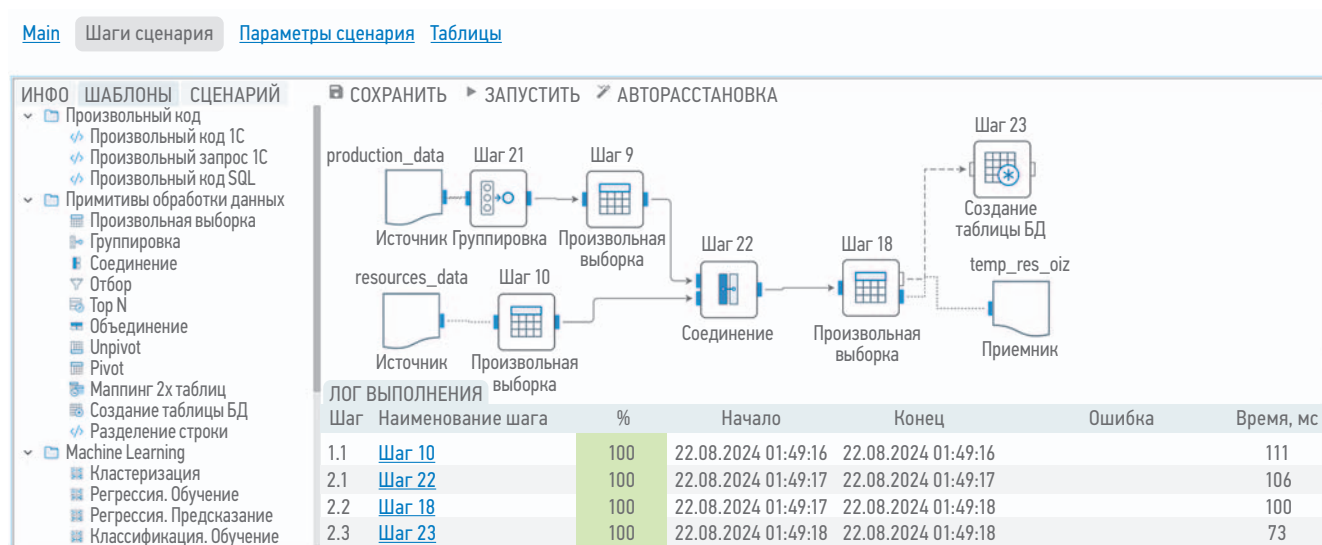 Main Шаги сценария Параметры сценария Таблицы
ИНФО ШАБЛОНЫ СЦЕНАРИЙ
Произвольный код
Произвольный код 1С
Произвольный запрос 1С
Произвольный код SQL
Примитивы обработки данных
Произвольная выборка
Группировка
Соединение
Отбор
Top N
Объединение
Unpivot
Pivot
Маппинг 2х таблиц
Создание таблицы БД
Разделение строки
Machine Learning
Кластеризация
Регрессия. Обучение
Регрессия. Предсказание
Классификация. Обучение
СОХРАНИТЬ ЗАПУСТИТЬ АВТОРАССТАНОВКА
production_data
Источник
Шаг 21
Группировка
Шаг 9
Произвольная
выборка
resources_data
Источник
Шаг 10
Произвольная
выборка
Шаг 22
Соединение
Шаг 18
Произвольная
выборка
Шаг 23
Создание
таблицы БД
temp_res_oiz
Приемник
ЛОГ ВЫПОЛНЕНИЯ
Шаг Наименование шага % Начало Конец Ошибка Время, мс
1.1 Шаг 10 100 22.08.2024 01:49:16 22.08.2024 01:49:16 111
2.1 Шаг 22 100 22.08.2024 01:49:17 22.08.2024 01:49:17 106
2.2 Шаг 18 100 22.08.2024 01:49:17 22.08.2024 01:49:18 100
2.3 Шаг 23 100 22.08.2024 01:49:18 22.08.2024 01:49:18 73